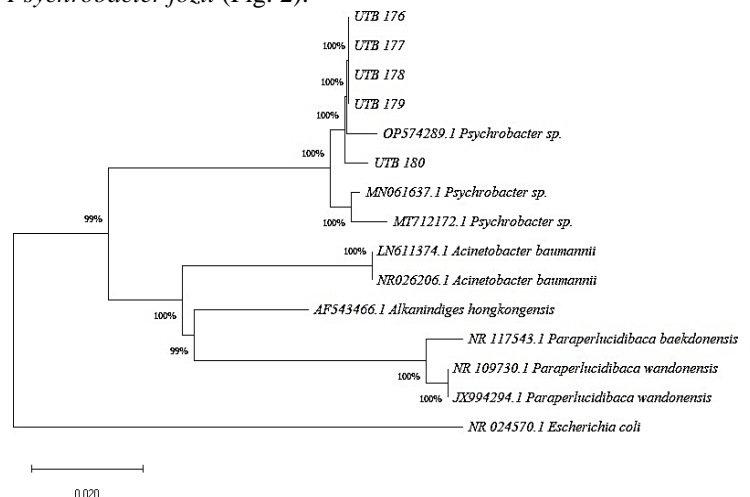 Psychrobacter fozii (Fig. 2).
UTB 176
100%
UTB 177
100%
UTB 178
100%
UTB 179
OP574289.1 Psychrobacter sp.
100%
UTB 180
MN061637.1 Psychrobacter sp.
100%
MT712172.1 Psychrobacter sp.
99%
100%
LN611374.1 Acinetobacter baumannii
NR026206.1 Acinetobacter baumannii
100%
AF543466.1 Alkanindiges hongkongensis
99%
NR 117543.1 Paraperlucidibaca baekdonensis
100%
NR 109730.1 Paraperlucidibaca wandonensis
100%
JX994294.1 Paraperlucidibaca wandonensis
NR 024570.1 Escherichia coli
0.020